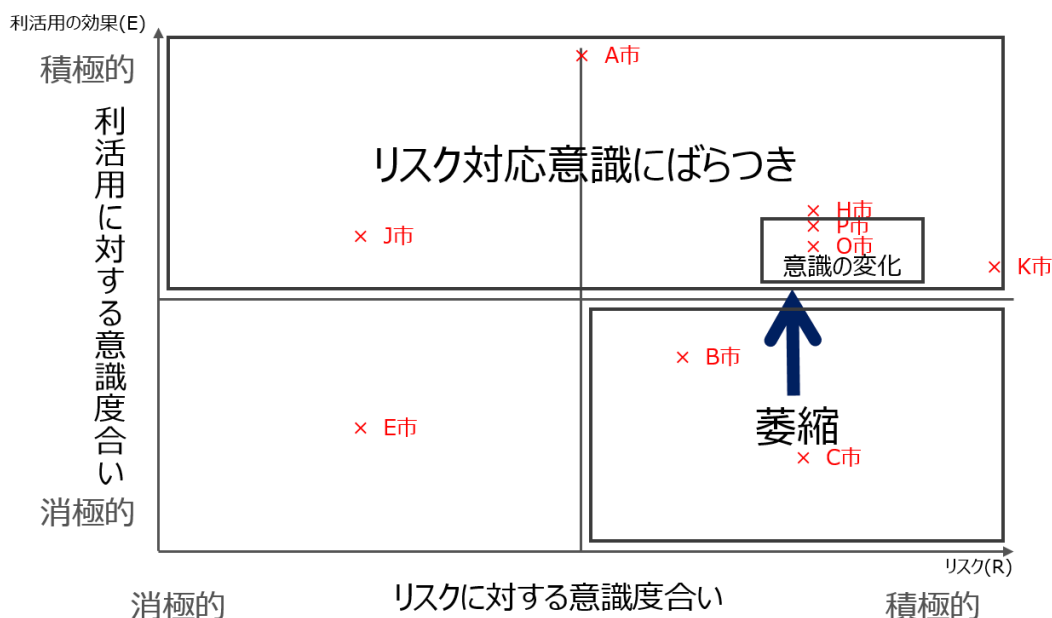 利活用の効果(E)
積極的
利活用に対する意識度合い
消極的
× A市
リスク対応意識にばらつき
× H市
× P市
× J市
× O市
意識の変化
× K市
× B市
萎縮
× E市
× C市
リスク(R)
消極的
リスクに対する意識度合い
積極的